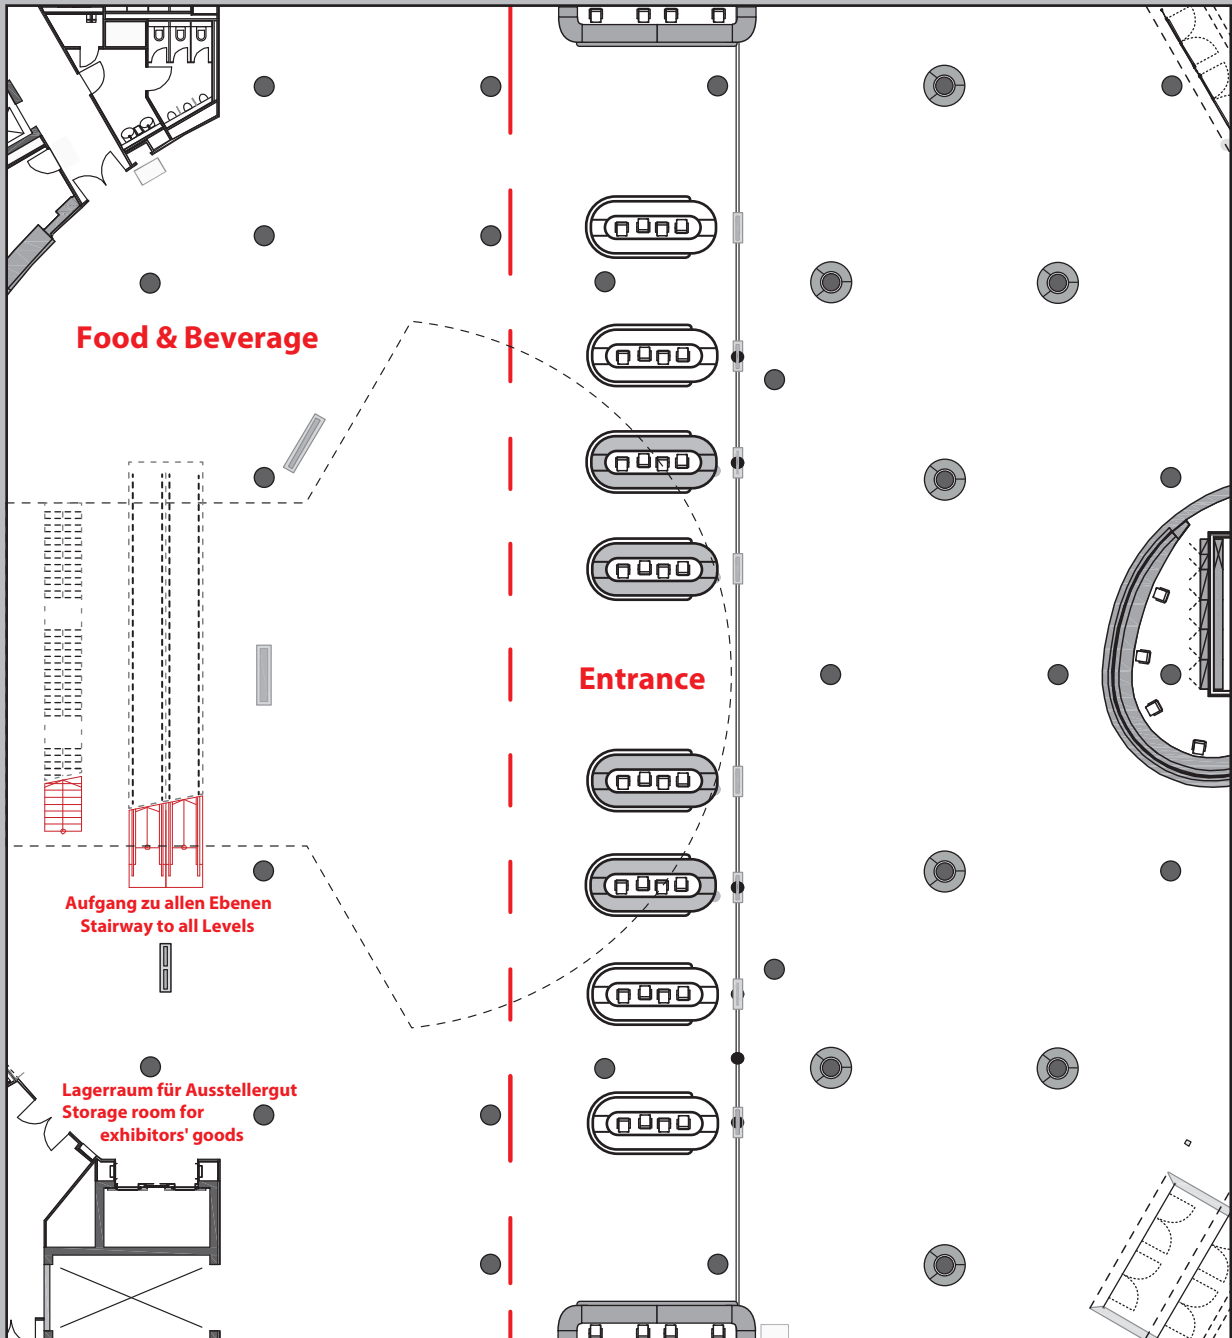 Food & Beverage
Entrance
Aufgang zu allen Ebenen
Stairway to all Levels
Lagerraum für Ausstellergut
Storage room for
exhibitors' goods